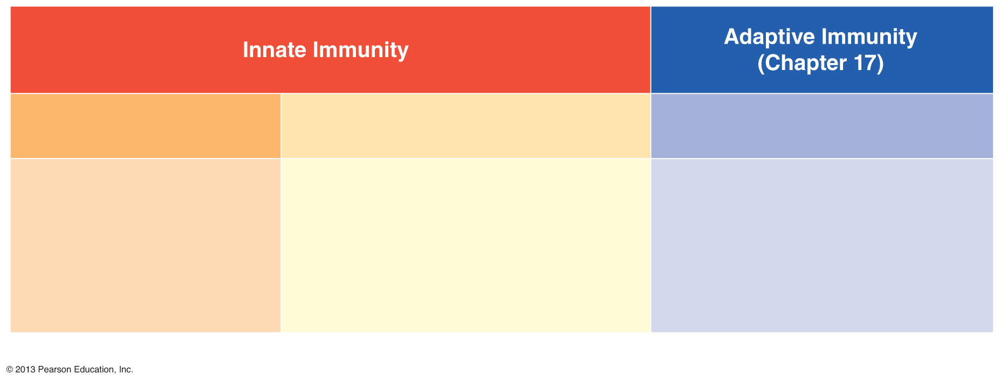 Innate Immunity
Adaptive Immunity
(Chapter 17)
© 2013 Pearson Education, Inc.